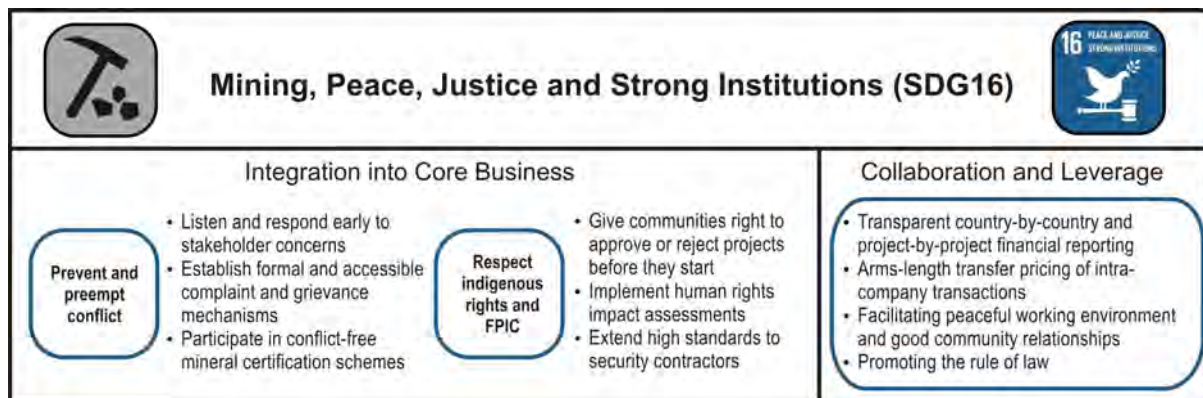 Mining, Peace, Justice and Strong Institutions (SDG16)
16 PEACE AND JUSTICE
STRONG INSTITUTIONS
Integration into Core Business
Prevent and
preempt
conflict
• Listen and respond early to
stakeholder concerns
• Establish formal and accessible
complaint and grievance
mechanisms
• Participate in conflict-free
mineral certification schemes
Respect
indigenous
rights and
FPIC
• Give communities right to
approve or reject projects
before they start
• Implement human rights
impact assessments
• Extend high standards to
security contractors
Collaboration and Leverage
• Transparent country-by-country and
project-by-project financial reporting
• Arms-length transfer pricing of intra-
company transactions
• Facilitating peaceful working environment
and good community relationships
• Promoting the rule of law